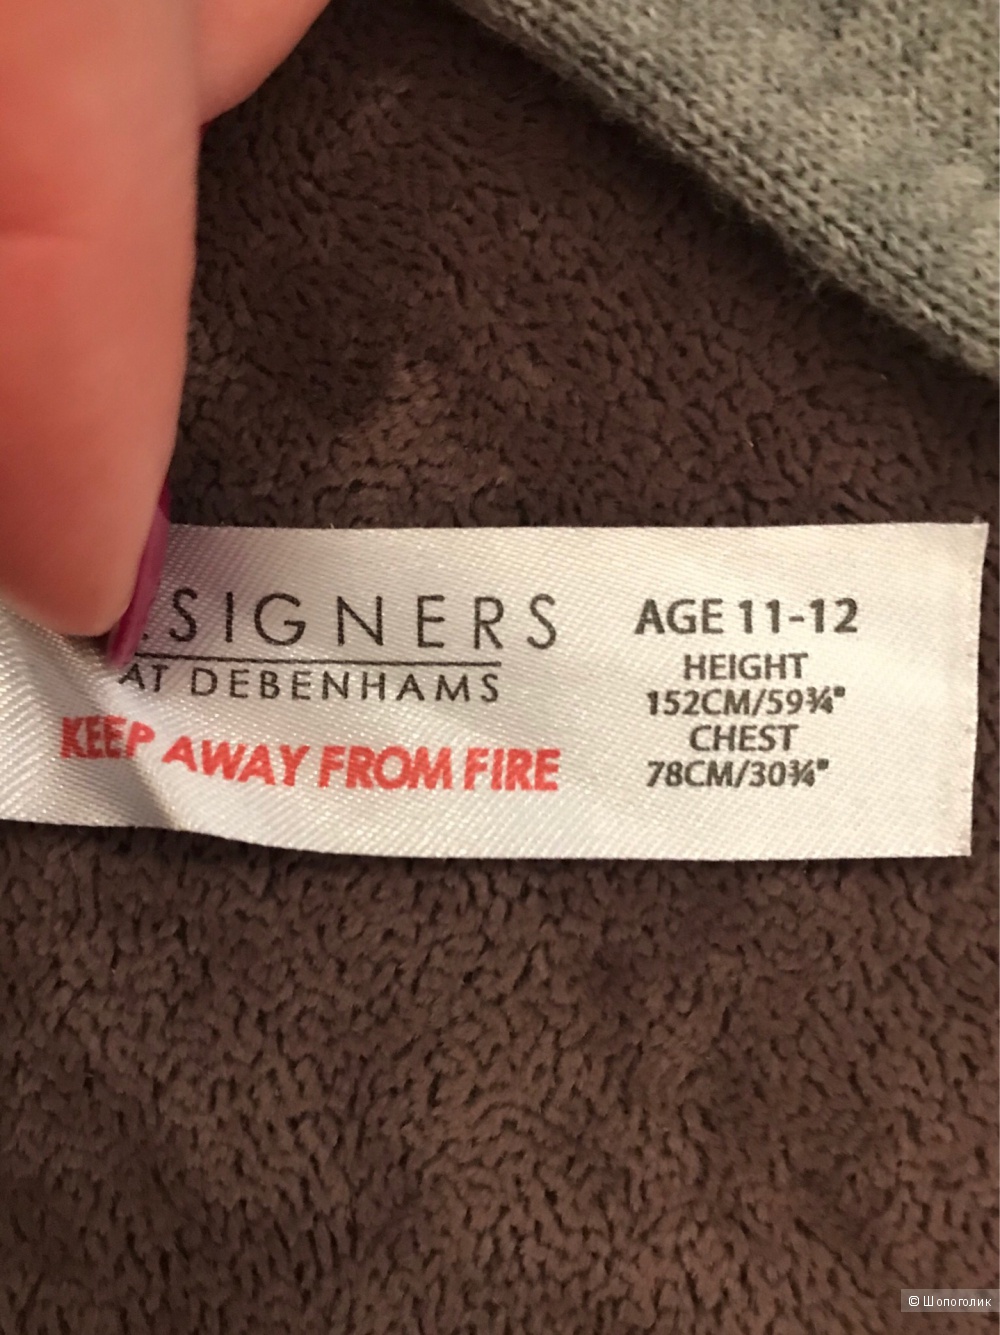 SIGNERS
AT DEBENHAMS
KEEP AWAY FROM FIRE
AGE 11-12
HEIGHT
152CM/59¾"
CHEST
78CM/30¾"
© Шопоголик